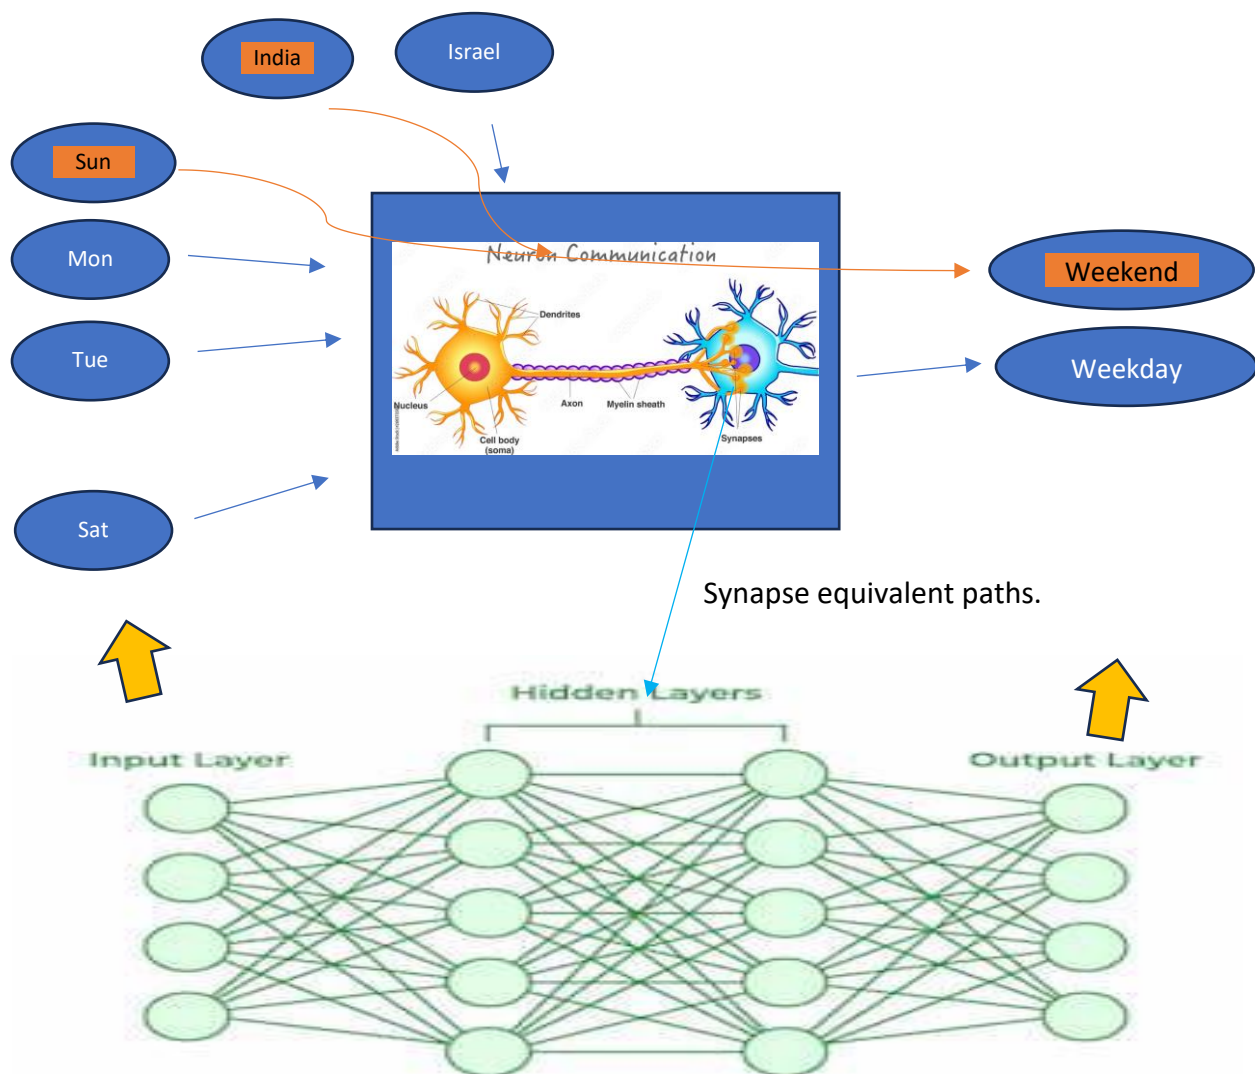 India
Israel
Sun
Mon
Tue
Sat
Neuron Communication
Dendrites
Nucleus
Cell body
(soma)
Axon
Myelin sheath
Synapses
Weekend
Weekday
Synapse equivalent paths.
Hidden Layers
Input Layer
Output Layer